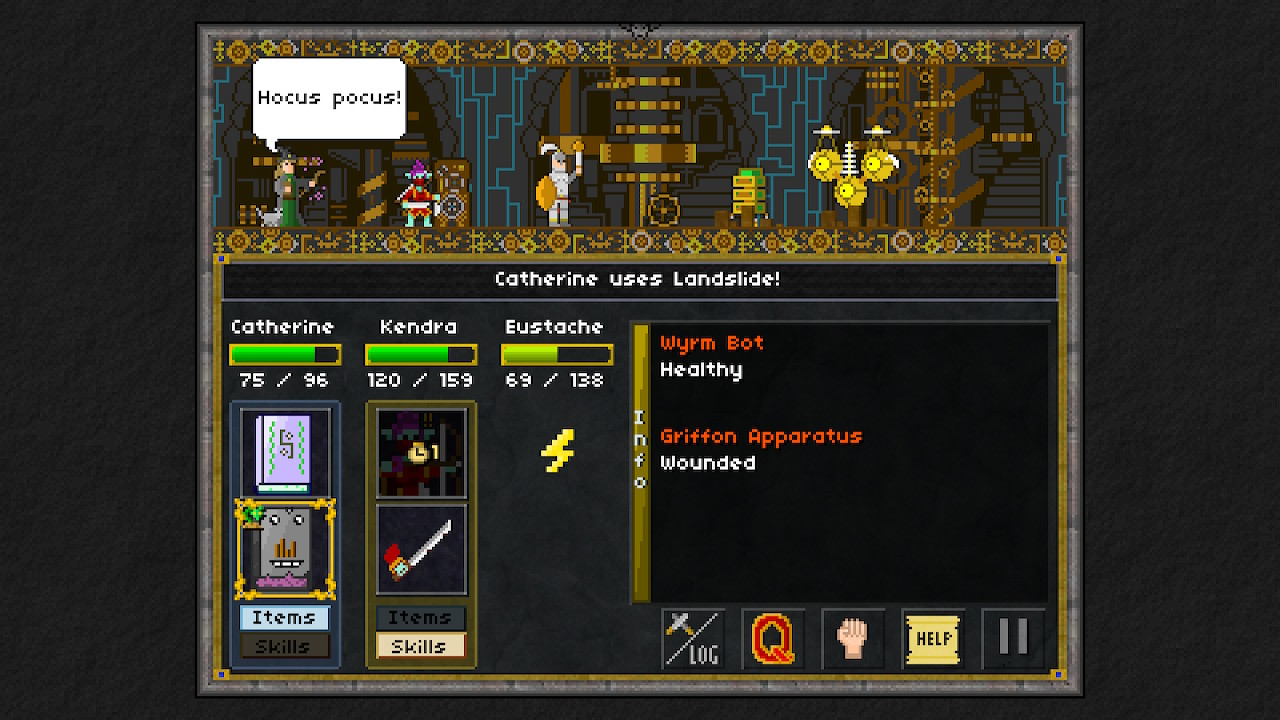 Hocus pocus!
Catherine uses Landslide!
Catherine
Kendra
Eustache
75 / 96
120 / 159
69 / 138
1
Items
Skills
Items
Skills
Info
Wyrm Bot
Healthy
Griffon Apparatus
Wounded
LOG
Q
HELP